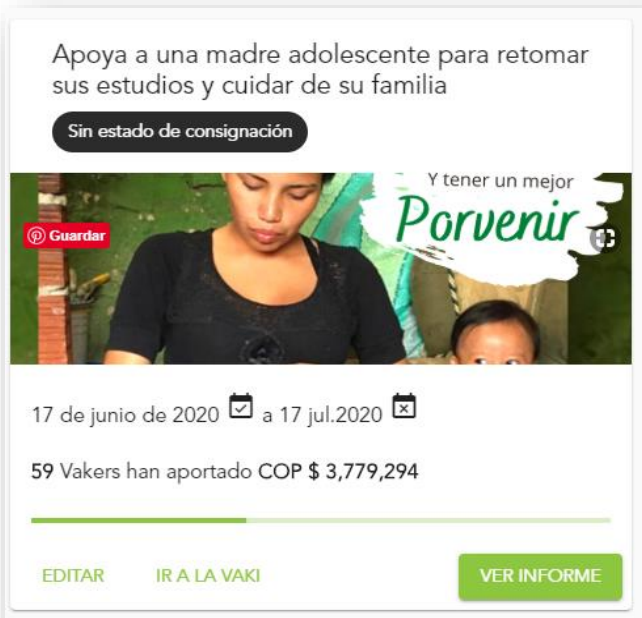 Apoya a una madre adolescente para retomar
sus estudios y cuidar de su familia
Sin estado de consignación
Y tener un mejor
Porvenir
Guardar
17 de junio de 2020 a 17 jul.2020
59 Vakers han aportado COP $ 3,779,294
EDITAR IR A LA VAKI VER INFORME